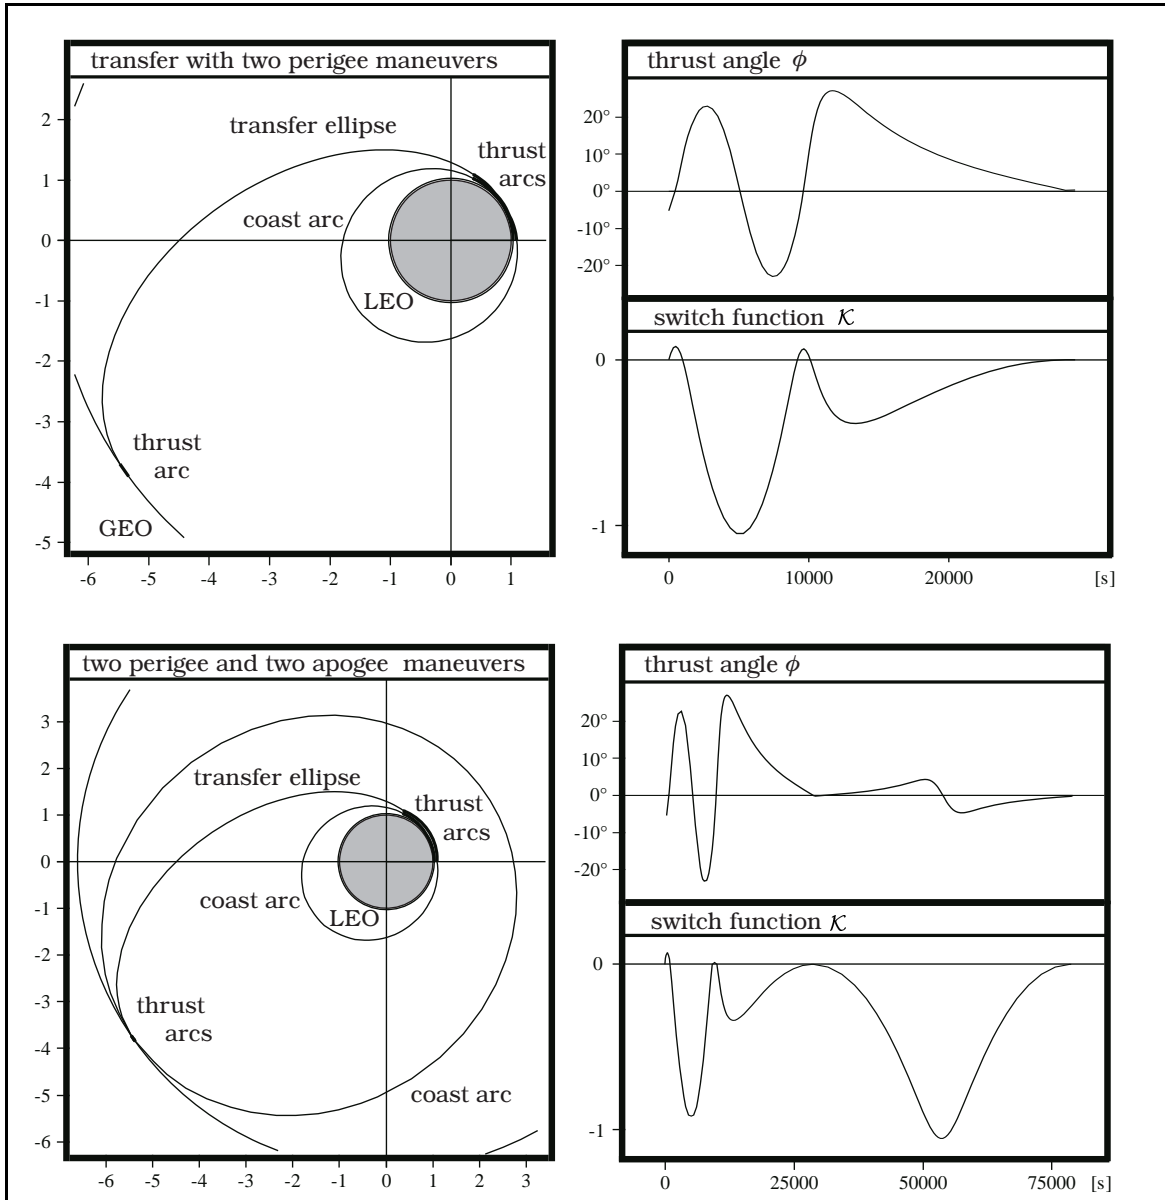 transfer with two perigee maneuvers
2
1
0
-1
-2
-3
-4
-5
transfer ellipse
thrust
arcs
coast arc
LEO
thrust
arc
GEO
-6 -5 -4 -3 -2 -1 0 1
thrust angle ϕ
20°
10°
0°
-10°
-20°
switch function K
0
-1
0 10000 20000 [s]
two perigee and two apogee maneuvers
3
2
1
0
-1
-2
-3
-4
-5
-6
transfer ellipse
thrust
arcs
coast arc
LEO
thrust
arcs
coast arc
-6 -5 -4 -3 -2 -1 0 1 2 3
thrust angle ϕ
20°
10°
0°
-10°
-20°
switch function K
0
-1
0 25000 50000 75000 [s]